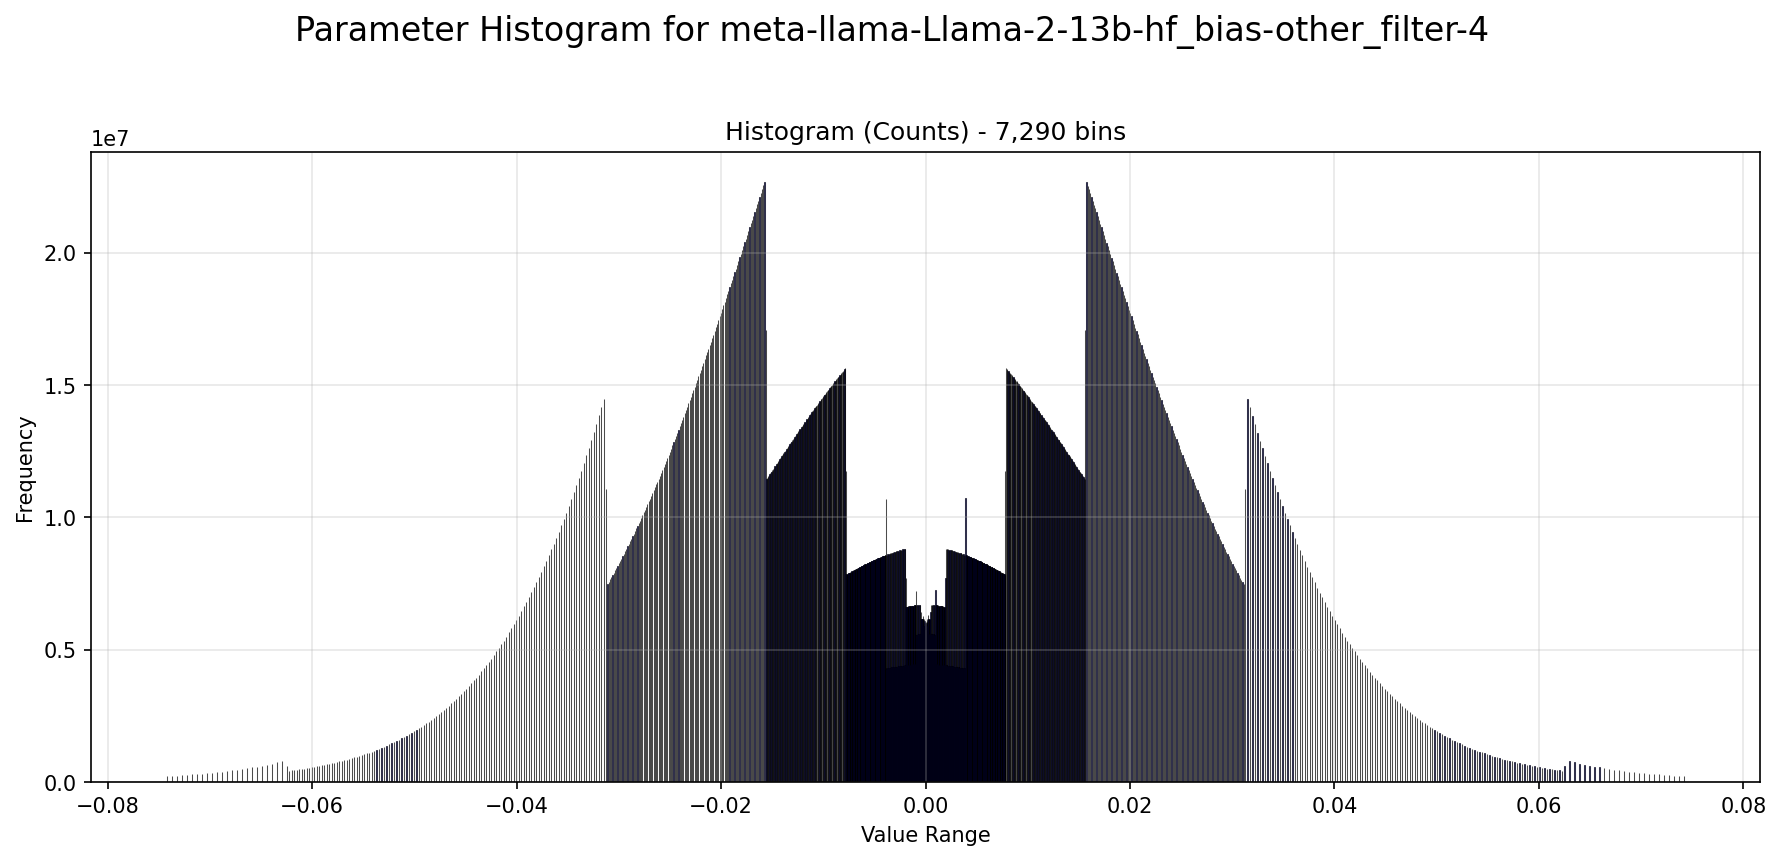 Parameter Histogram for meta-llama-Llama-2-13b-hf_bias-other_filter-4
Histogram (Counts) - 7,290 bins
1e7
2.0
1.5
1.0
0.5
0.0
Frequency
−0.08 −0.06 −0.04 −0.02 0.00 0.02 0.04 0.06 0.08
Value Range